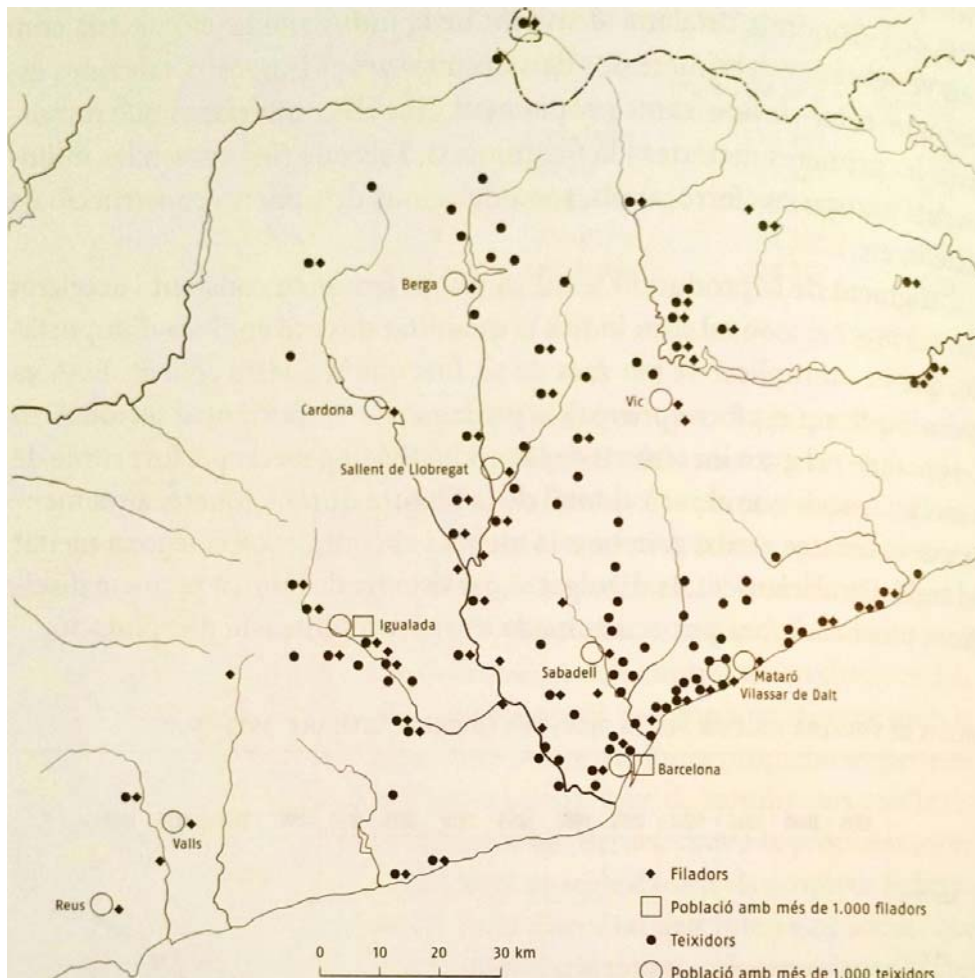 Berga
Cardona
Vic
Sallent de Llobregat
Igualada
Sabadell
Mataró
Vilassar de Dalt
Barcelona
Valls
Reus
Filadors
Població amb més de 1.000 filadors
Teixidors
Població amb més de 1.000 teixidors
0 10 20 30 km